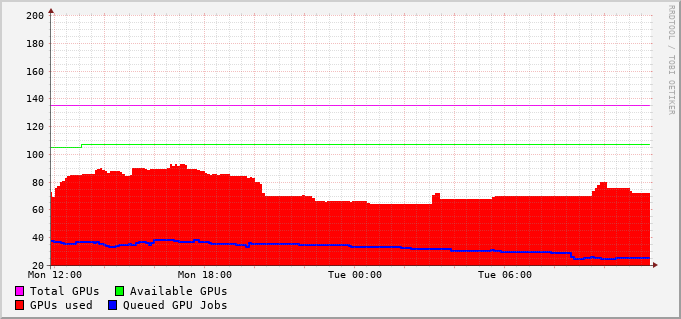 200
180
160
140
120
100
80
60
40
20
Mon 12:00 Mon 18:00 Tue 00:00 Tue 06:00
Total GPUs Available GPUs
GPUs used Queued GPU Jobs
RRDTOOL / TOBI OETIKER